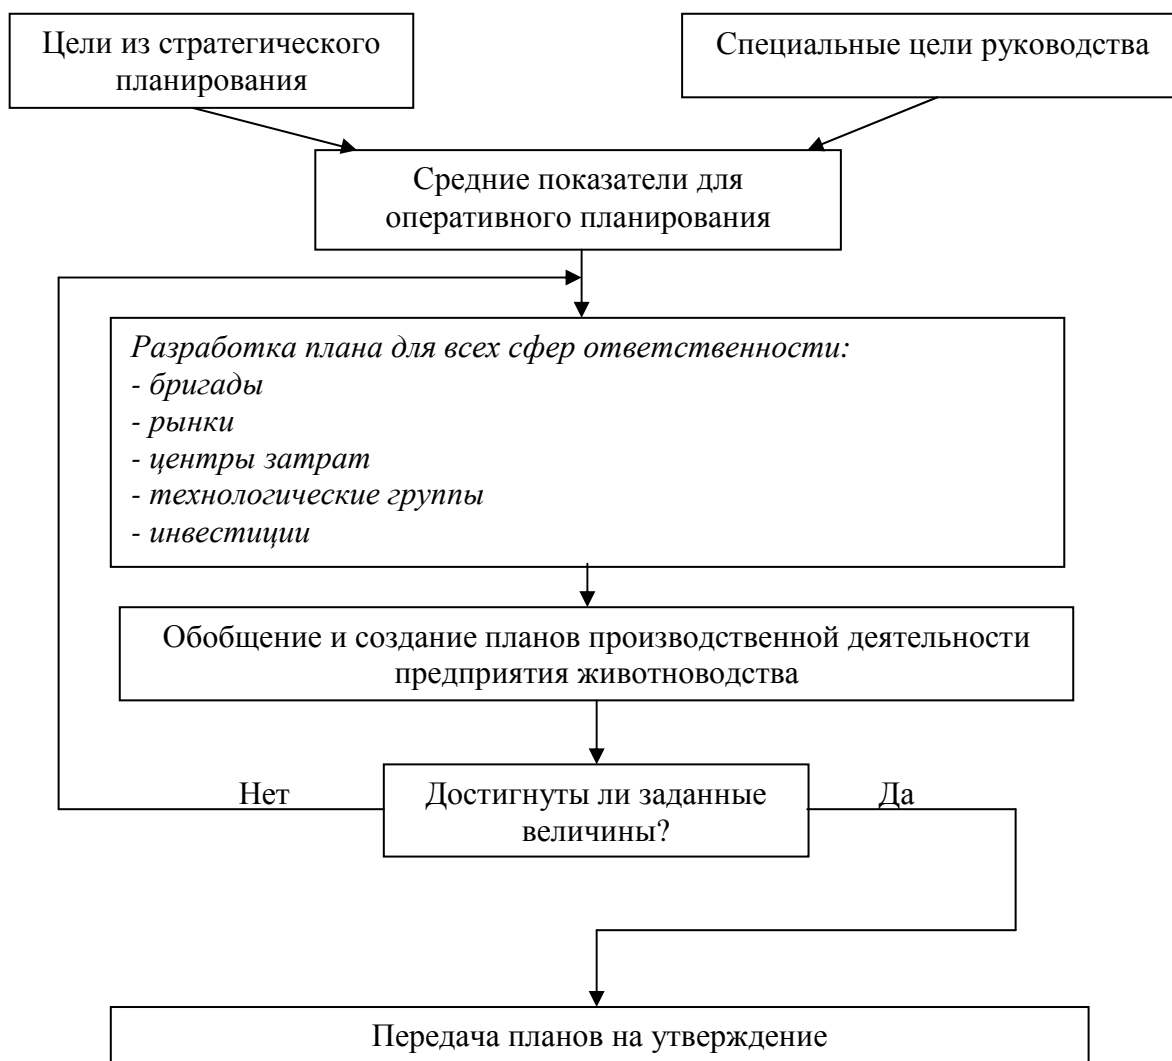 Цели из стратегического
планирования
Специальные цели руководства
Средние показатели для
оперативного планирования
Разработка плана для всех сфер ответственности:
- бригады
- рынки
- центры затрат
- технологические группы
- инвестиции
Обобщение и создание планов производственной деятельности
предприятия животноводства
Нет
Достигнуты ли заданные
величины?
Да
Передача планов на утверждение